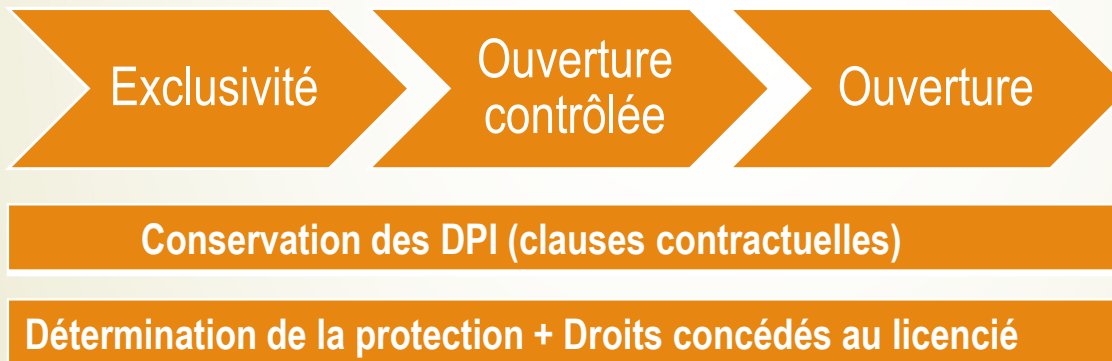 Exclusivité
Ouverture
contrôlée
Ouverture
Conservation des DPI (clauses contractuelles)
Détermination de la protection + Droits concédés au licencié